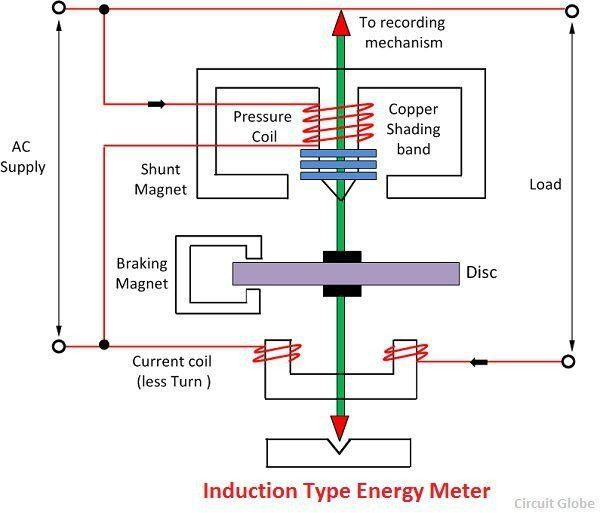 To recording
mechanism
Pressure
Coil
Copper
Shading
band
AC
Supply
Shunt
Magnet
Load
Braking
Magnet
Disc
Current coil
(less Turn )
Induction Type Energy Meter
Circuit Globe